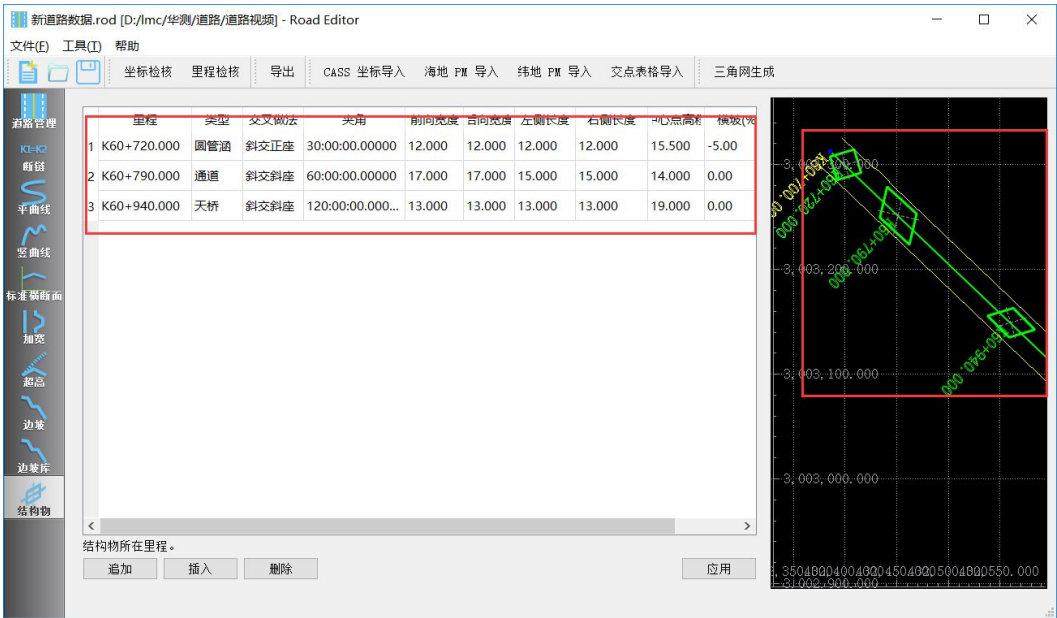 新道路数据.rod [D:/lmc/华测/道路/道路视频] - Road Editor
文件(F) 工具(T) 帮助
坐标检核 里程检核 导出 CASS 坐标导入 海地 PM 导入 纬地 PM 导入 交点表格导入 三角网生成
道路管理
K1=K2
断链
平曲线
竖曲线
标准横断面
加宽
超高
边坡
边坡库
结构物
里程 类型 交叉做法 夹角 前向宽度 后向宽度 左侧长度 右侧长度 中心点高程 横坡(%
1 K60+720.000 圆管涵 斜交正座 30:00:00.00000 12.000 12.000 12.000 12.000 15.500 -5.00
2 K60+790.000 通道 斜交斜座 60:00:00.00000 17.000 17.000 15.000 15.000 14.000 0.00
3 K60+940.000 天桥 斜交斜座 120:00:00.000... 13.000 13.000 13.000 13.000 19.000 0.00
结构物所在里程。
追加 插入 删除 应用
K60+720.000
K60+790.000
3,003,200.000
K60+940.000
3,003,100.000
3,003,000.000
3,002,900.000